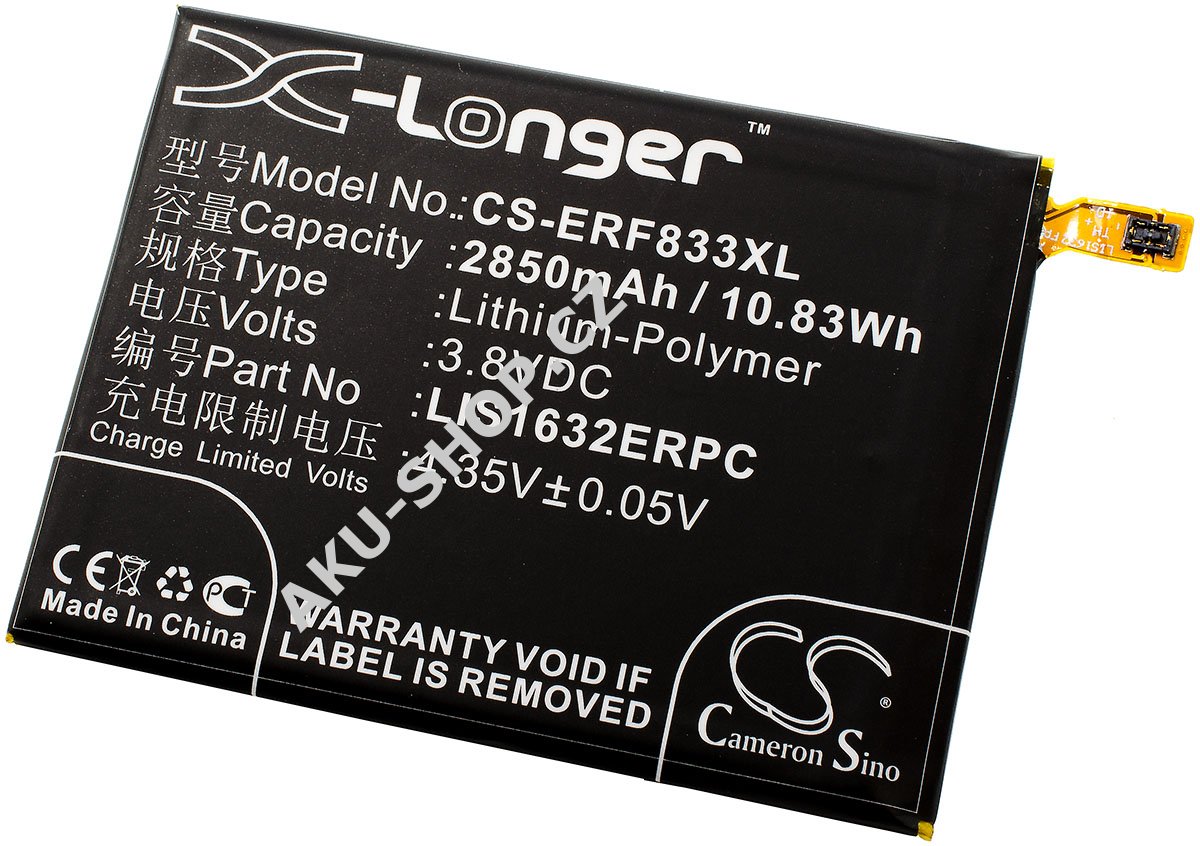 X-Longer™
型号Model No.:CS-ERF833XL
容量Capacity :2850mAh / 10.83Wh
规格Type :Lithium-Polymer
电压Volts :3.8VDC
编号Part No :LIS1632ERPC
充电限制电压 :4.35V±0.05V
Charge Limited Volts
CE PCT
Made In China
WARRANTY VOID IF
LABEL IS REMOVED
CS®
Cameron Sino
AKU-SHOP.CZ
TH